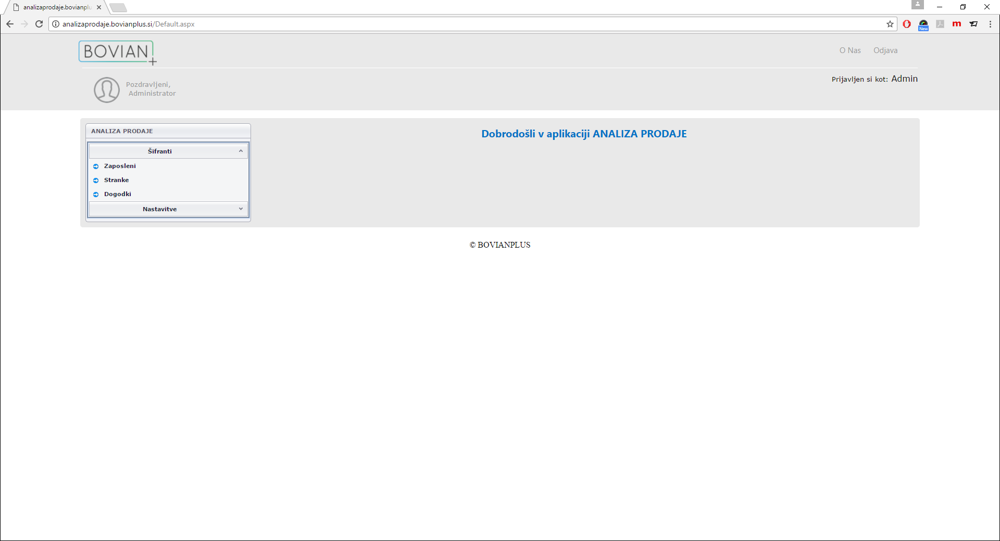 analizaprodaje.bovianplu
analizaprodaje.bovianplus.si/Default.aspx
New
m
BOVIAN+
O Nas
Odjava
Pozdravljeni,
Administrator
Prijavljen si kot: Admin
ANALIZA PRODAJE
Dobrodošli v aplikaciji ANALIZA PRODAJE
Šifranti
Zaposleni
Stranke
Dogodki
Nastavitve
© BOVIANPLUS